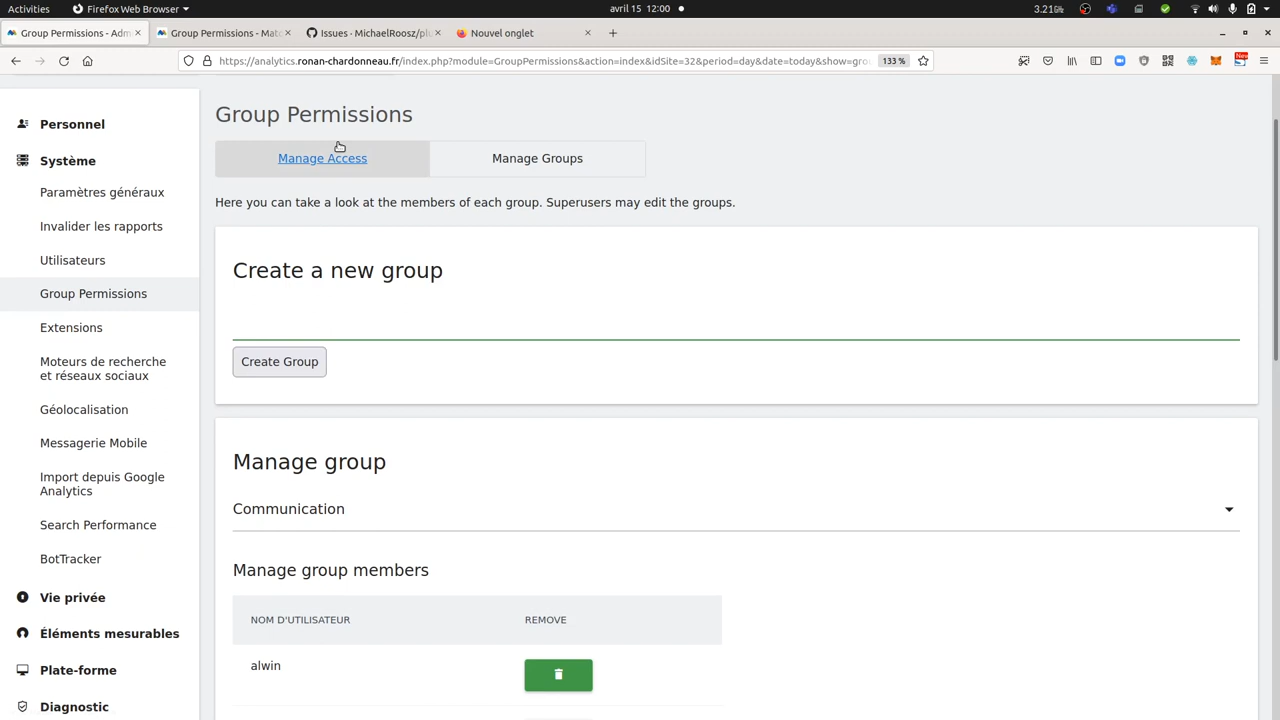 Activities
Firefox Web Browser
avril 15 12:00
3.21GiB
Group Permissions - Adm
Group Permissions - Mato
Issues · MichaelRoosz/plu
Nouvel onglet
https://analytics.ronan-chardonneau.fr/index.php?module=GroupPermissions&action=index&idSite=32&period=day&date=today&show=gro
133 %
New
Personnel
Système
Paramètres généraux
Invalider les rapports
Utilisateurs
Group Permissions
Extensions
Moteurs de recherche
et réseaux sociaux
Géolocalisation
Messagerie Mobile
Import depuis Google
Analytics
Search Performance
BotTracker
Vie privée
Éléments mesurables
Plate-forme
Diagnostic
Group Permissions
Manage Access
Manage Groups
Here you can take a look at the members of each group. Superusers may edit the groups.
Create a new group
Create Group
Manage group
Communication
Manage group members
NOM D'UTILISATEUR
REMOVE
alwin